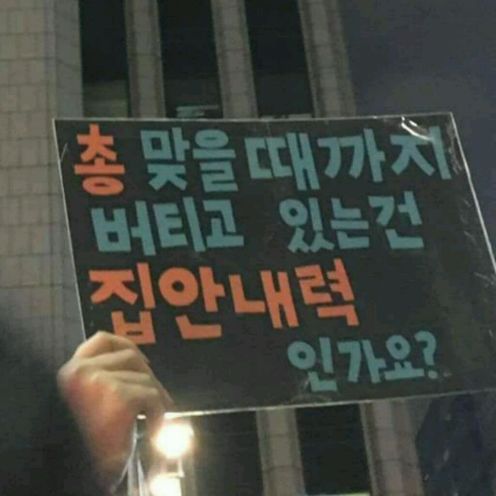 총 맞을때까지
버티고 있는건
집안내력
인가요?